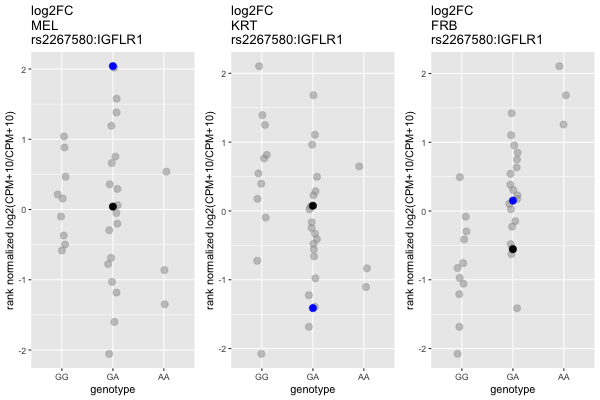 log2FC
MEL
rs2267580:IGFLR1
rank normalized log2(CPM+10/CPM+10)
2
1
0
-1
-2
GG
GA
AA
genotype
log2FC
KRT
rs2267580:IGFLR1
rank normalized log2(CPM+10/CPM+10)
2
1
0
-1
-2
GG
GA
AA
genotype
log2FC
FRB
rs2267580:IGFLR1
rank normalized log2(CPM+10/CPM+10)
2
1
0
-1
-2
GG
GA
AA
genotype